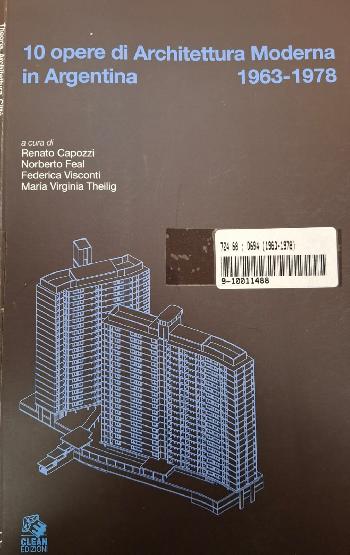 10 opere di Architettura Moderna
in Argentina 1963-1978
a cura di
Renato Capozzi
Norberto Feal
Federica Visconti
Maria Virginia Theilig
724.68 : D694 (1963-1978)
9-10011488
CLEAN
EDIZIONI